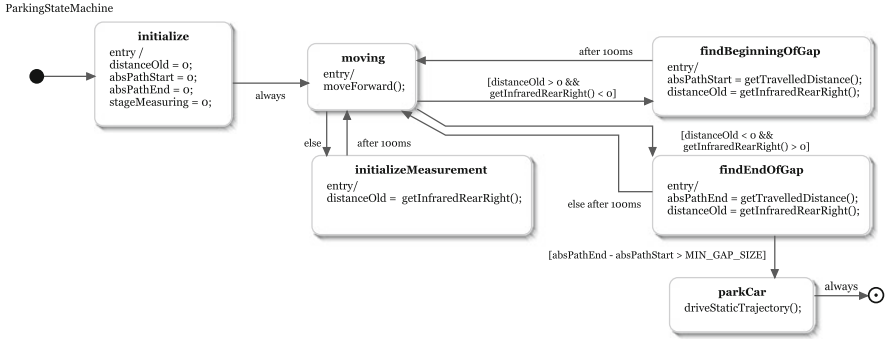 ParkingStateMachine
initialize
entry /
distanceOld = 0;
absPathStart = 0;
absPathEnd = 0;
stageMeasuring = 0;
always
moving
entry/
moveForward();
after 100ms
[distanceOld > 0 &&
getInfraredRearRight() < 0]
findBeginningOfGap
entry/
absPathStart = getTravelledDistance();
distanceOld = getInfraredRearRight();
else
after 100ms
[distanceOld < 0 &&
getInfraredRearRight() > 0]
initializeMeasurement
entry/
distanceOld = getInfraredRearRight();
findEndOfGap
entry/
absPathEnd = getTravelledDistance();
distanceOld = getInfraredRearRight();
else after 100ms
[absPathEnd - absPathStart > MIN_GAP_SIZE]
parkCar
driveStaticTrajectory();
always